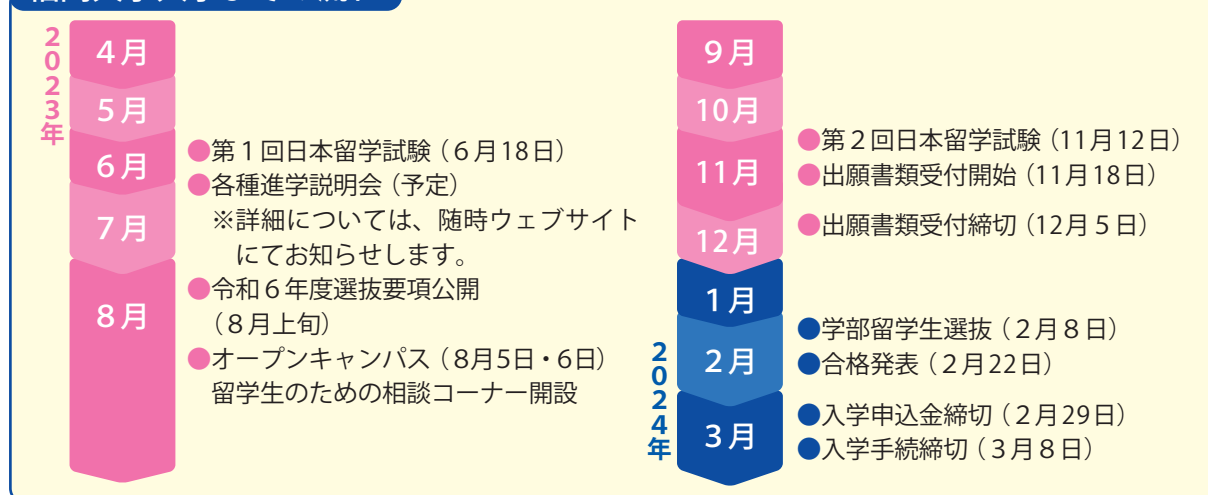 2023年
4月
5月
6月
7月
8月
●第1回日本留学試験（6月18日）
●各種進学説明会（予定）
※詳細については、随時ウェブサイト
にてお知らせします。
●令和6年度選抜要項公開
（8月上旬）
●オープンキャンパス（8月5日・6日）
留学生のための相談コーナー開設
9月
10月
11月
12月
●第2回日本留学試験（11月12日）
●出願書類受付開始（11月18日）
●出願書類受付締切（12月5日）
2024年
1月
2月
3月
●学部留学生選抜（2月8日）
●合格発表（2月22日）
●入学申込金締切（2月29日）
●入学手続締切（3月8日）